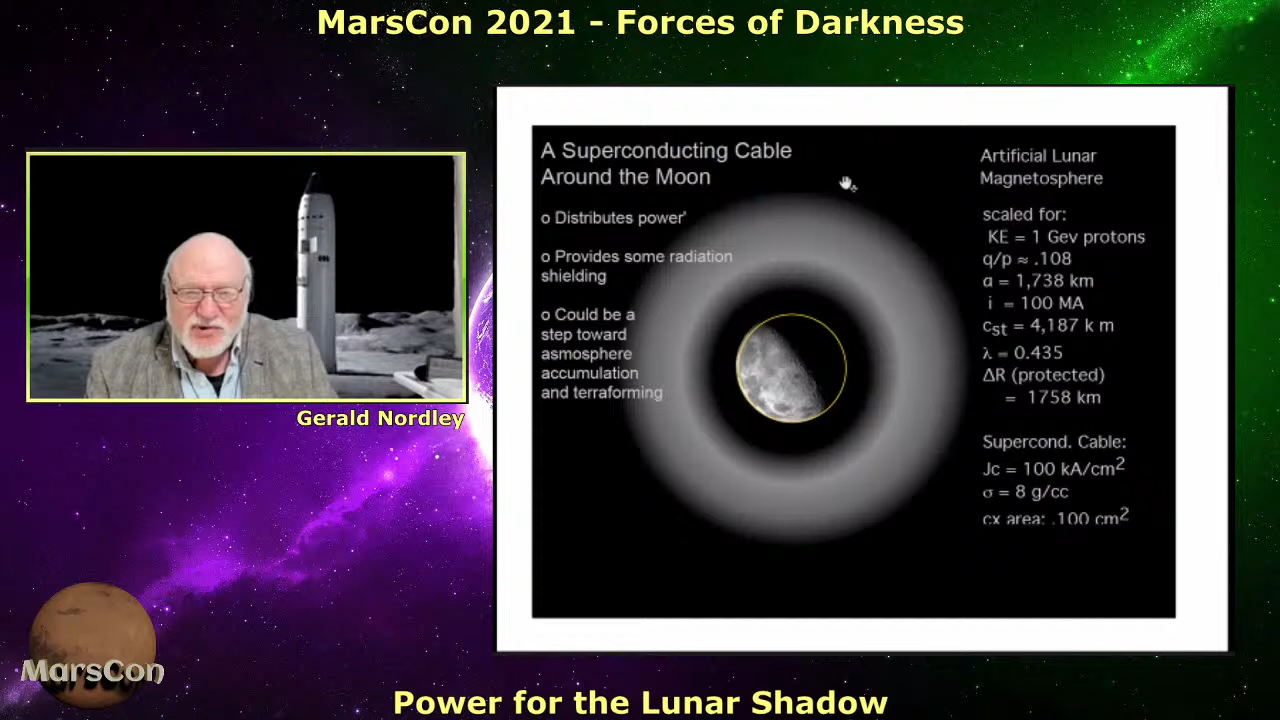 MarsCon 2021 - Forces of Darkness
A Superconducting Cable
Around the Moon
o Distributes power'
o Provides some radiation
shielding
o Could be a
step toward
asmosphere
accumulation
and terraforming
Artificial Lunar
Magnetosphere
scaled for:
KE = 1 Gev protons
q/p ≈ .108
a = 1,738 km
i = 100 MA
cst = 4,187 k m
λ = 0.435
ΔR (protected)
= 1758 km
Supercond. Cable:
Jc = 100 kA/cm2
σ = 8 g/cc
cx area: .100 cm2
Gerald Nordley
MarsCon
Power for the Lunar Shadow